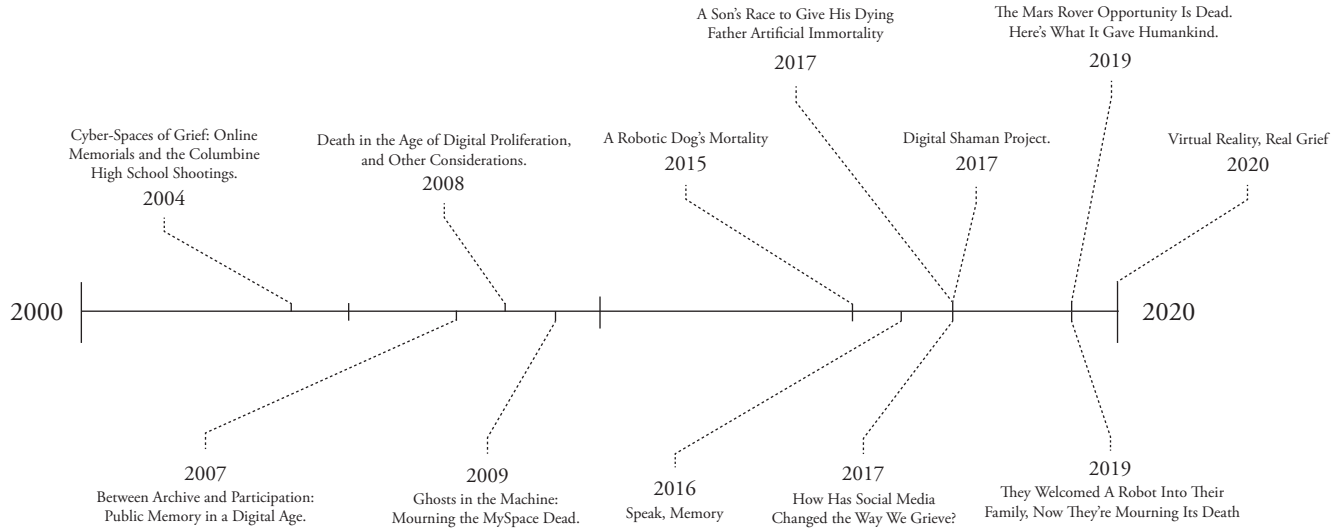 A Son's Race to Give His Dying
Father Artificial Immortality
2017
The Mars Rover Opportunity Is Dead.
Here's What It Gave Humankind.
2019
Cyber-Spaces of Grief: Online
Memorials and the Columbine
High School Shootings.
2004
Death in the Age of Digital Proliferation,
and Other Considerations.
2008
A Robotic Dog's Mortality
2015
Digital Shaman Project.
2017
Virtual Reality, Real Grief
2020
2000
2020
2007
Between Archive and Participation:
Public Memory in a Digital Age.
2009
Ghosts in the Machine:
Mourning the MySpace Dead.
2016
Speak, Memory
2017
How Has Social Media
Changed the Way We Grieve?
2019
They Welcomed A Robot Into Their
Family, Now They're Mourning Its Death